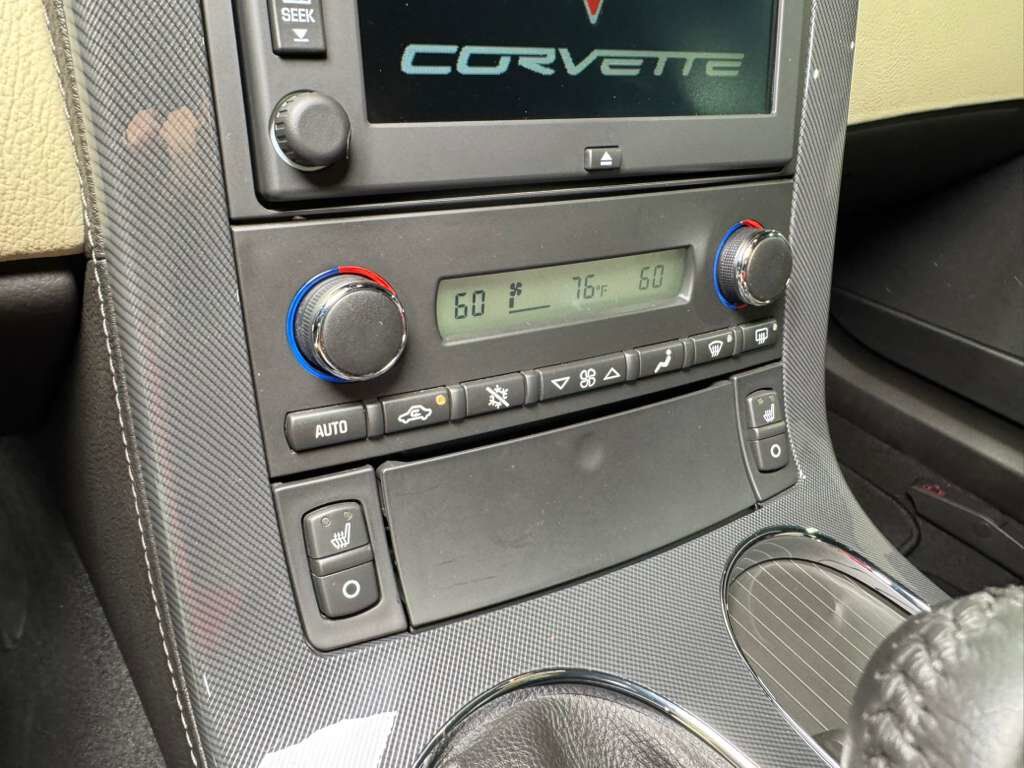 SEEK
CORVETTE
60 76°F 60
AUTO
O
O